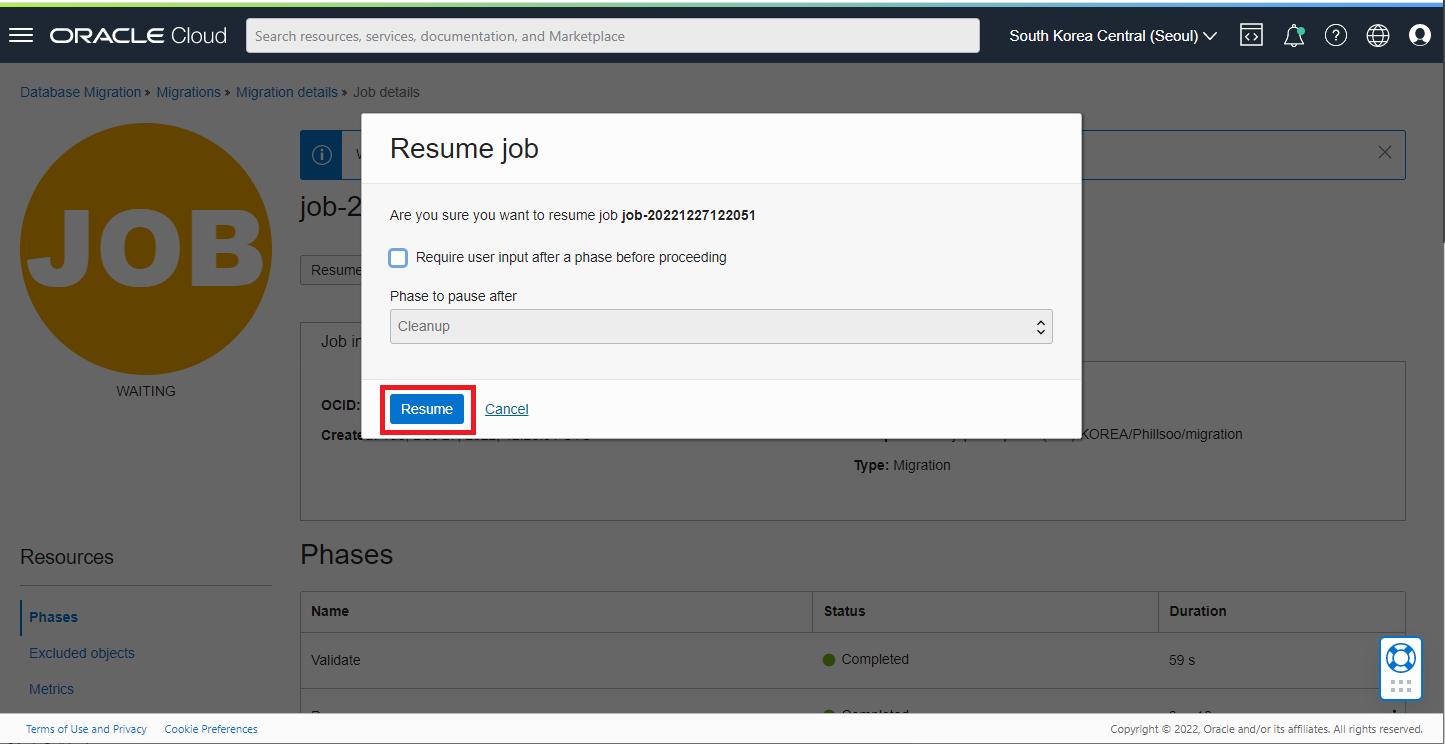 ORACLE Cloud
Search resources, services, documentation, and Marketplace
South Korea Central (Seoul)
Database Migration » Migrations » Migration details » Job details
JOB
WAITING
job-2
Resume
Job in
OCID:
Resume job
Are you sure you want to resume job job-20221227122051
Require user input after a phase before proceeding
Phase to pause after
Cleanup
Resume Cancel
KOREA/Phillsoo/migration
Type: Migration
Resources
Phases
Excluded objects
Metrics
Phases
Name Status Duration
Validate Completed 59 s
Terms of Use and Privacy Cookie Preferences
Copyright © 2022, Oracle and/or its affiliates. All rights reserved.